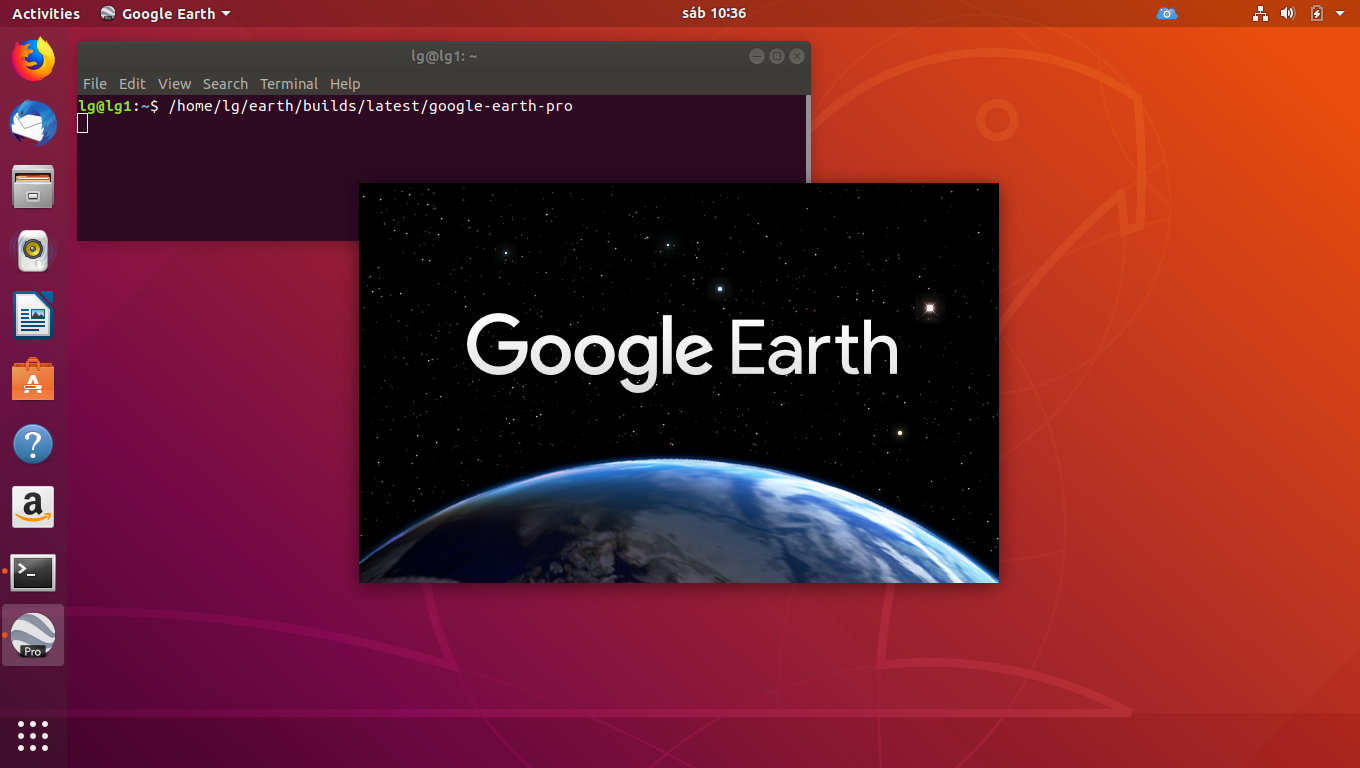 Activities Google Earth sáb 10:36
lg@lg1: ~
File Edit View Search Terminal Help
lg@lg1:~$ /home/lg/earth/builds/latest/google-earth-pro
Google Earth
A
?
a
>_
Pro